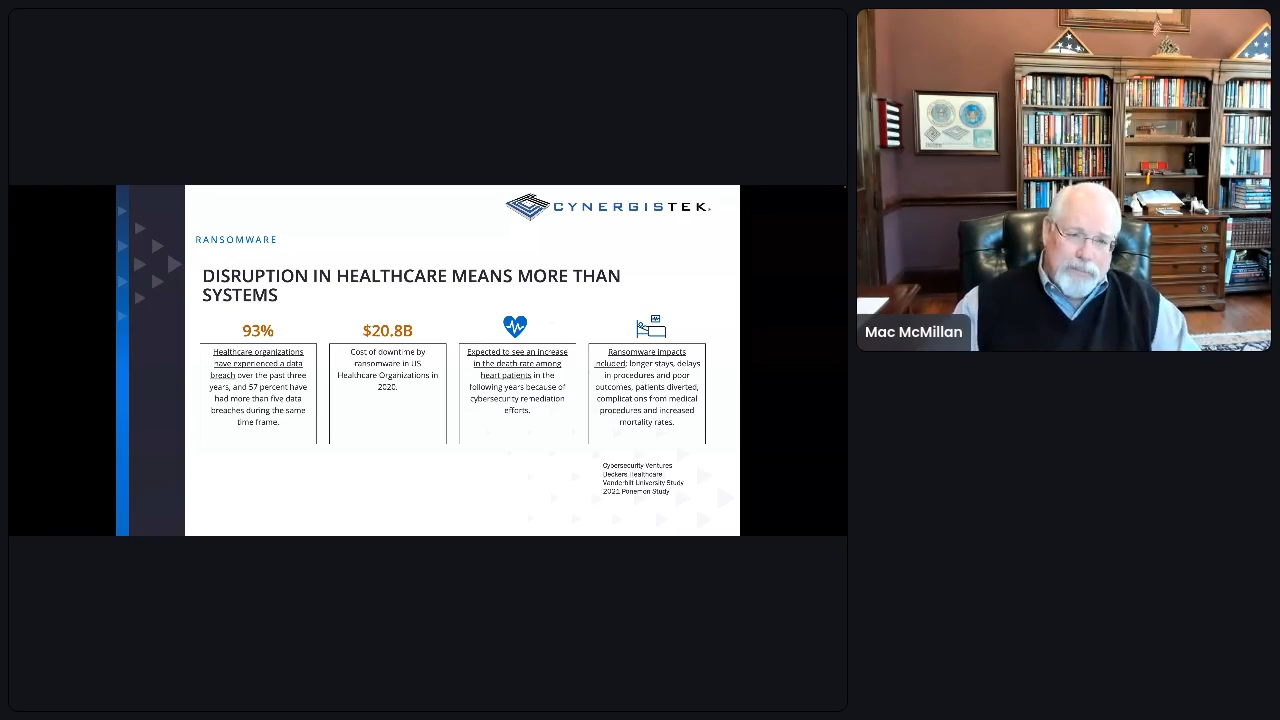 CYNERGISTEK.
RANSOMWARE
DISRUPTION IN HEALTHCARE MEANS MORE THAN
SYSTEMS
93%
Healthcare organizations
have experienced a data
breach over the past three
years, and 57 percent have
had more than five data
breaches during the same
time frame.
$20.8B
Cost of downtime by
ransomware in US
Healthcare Organizations in
2020.
Expected to see an increase
in the death rate among
heart patients in the
following years because of
cybersecurity remediation
efforts.
Ransomware impacts
included: longer stays, delays
in procedures and poor
outcomes, patients diverted,
complications from medical
procedures and increased
mortality rates.
Cybersecurity Ventures
Beckers Healthcare
Vanderbilt University Study
2021 Ponemon Study
Mac McMillan